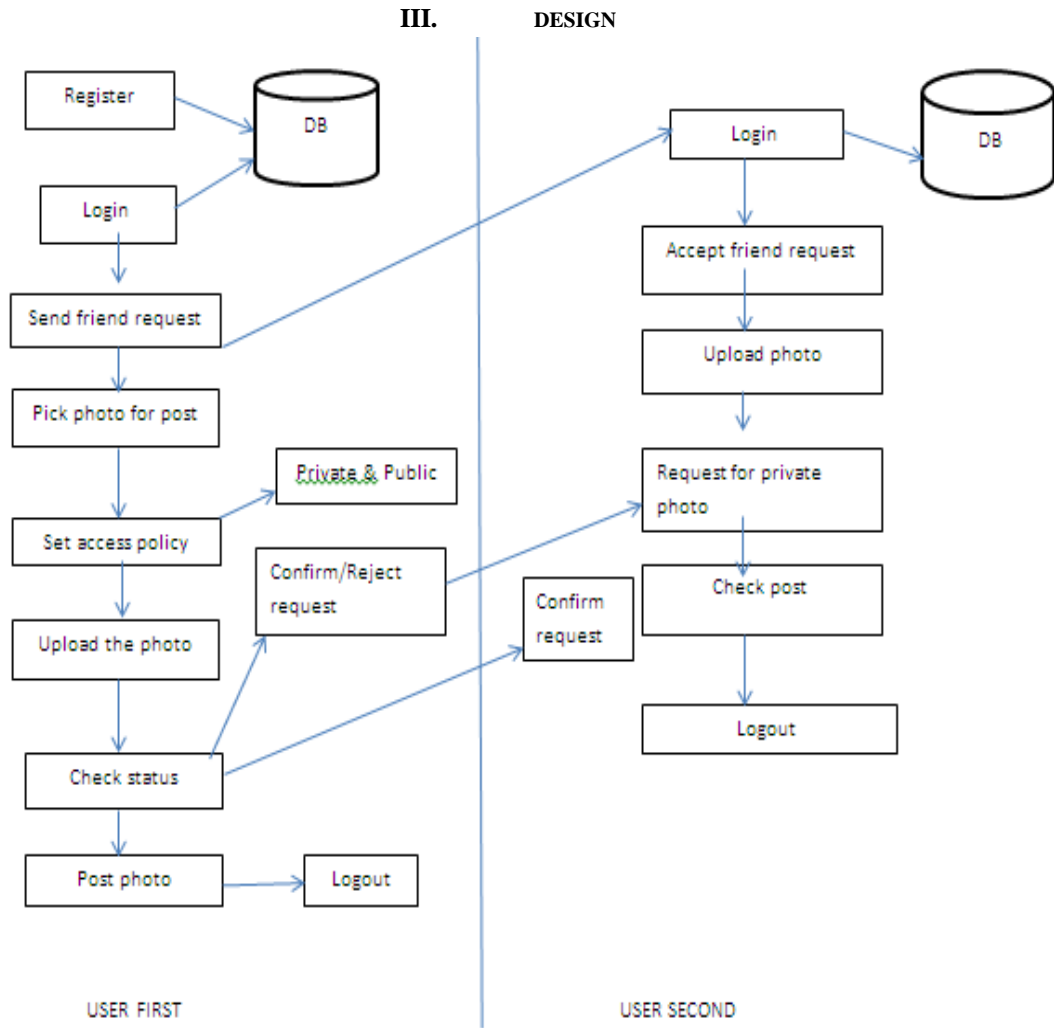 III. DESIGN
Register
DB
Login
Send friend request
Pick photo for post
Private & Public
Set access policy
Confirm/Reject
request
Upload the photo
Check status
Post photo
Logout
USER FIRST
Login
DB
Accept friend request
Upload photo
Request for private
photo
Confirm
request
Check post
Logout
USER SECOND